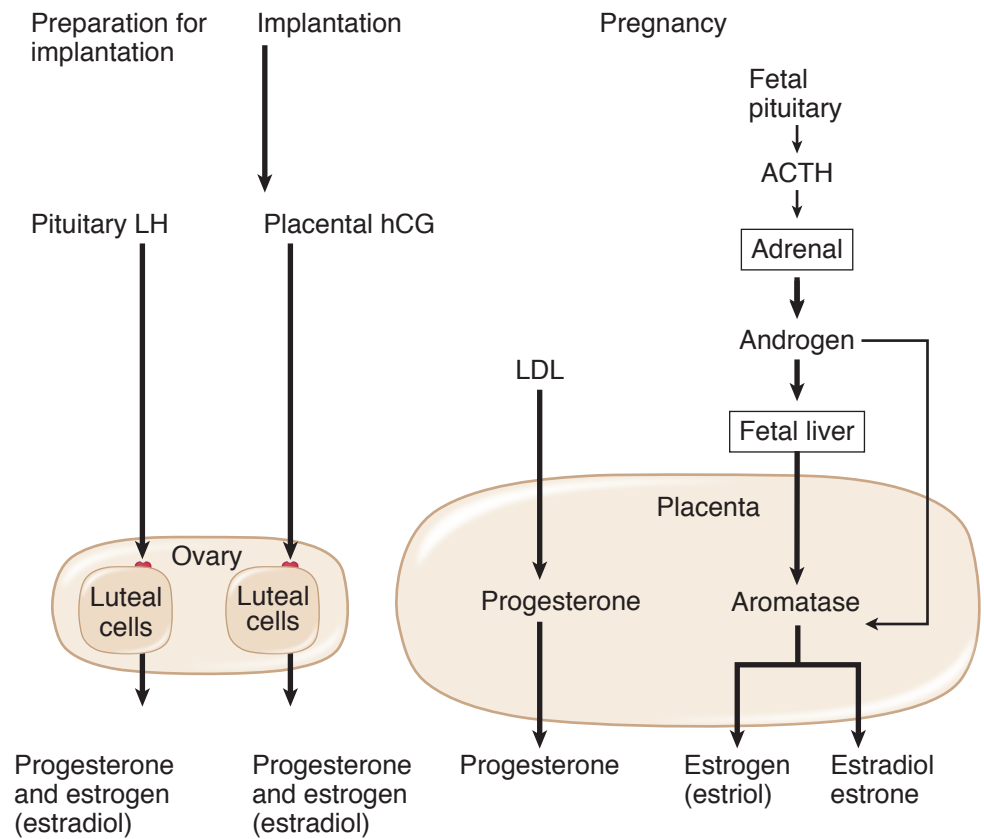 Preparation for
implantation
Implantation
Pregnancy
Fetal
pituitary
ACTH
Pituitary LH
Placental hCG
Adrenal
Androgen
LDL
Fetal liver
Placenta
Ovary
Luteal
cells
Luteal
cells
Progesterone
Aromatase
Progesterone
and estrogen
(estradiol)
Progesterone
and estrogen
(estradiol)
Progesterone
Estrogen
(estriol)
Estradiol
estrone